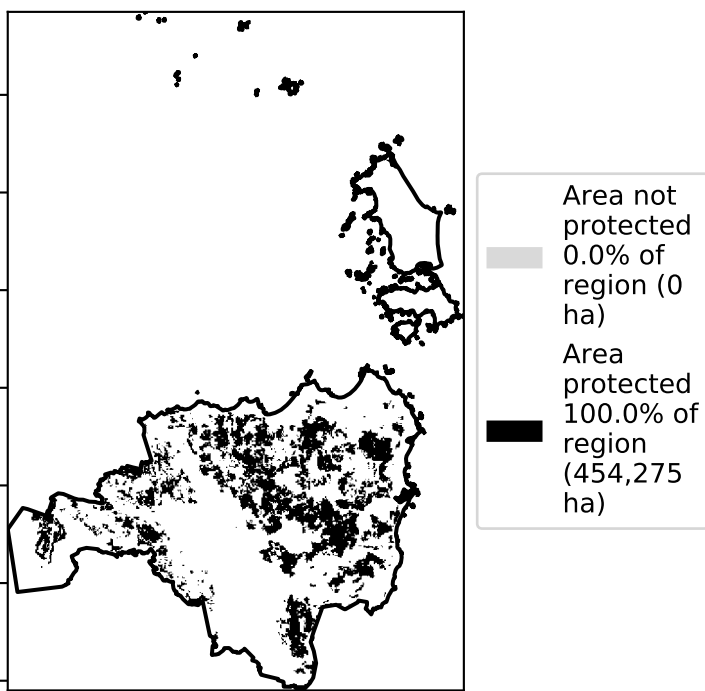 Area not
protected
0.0% of
region (0
ha)
Area
protected
100.0% of
region
(454,275
ha)